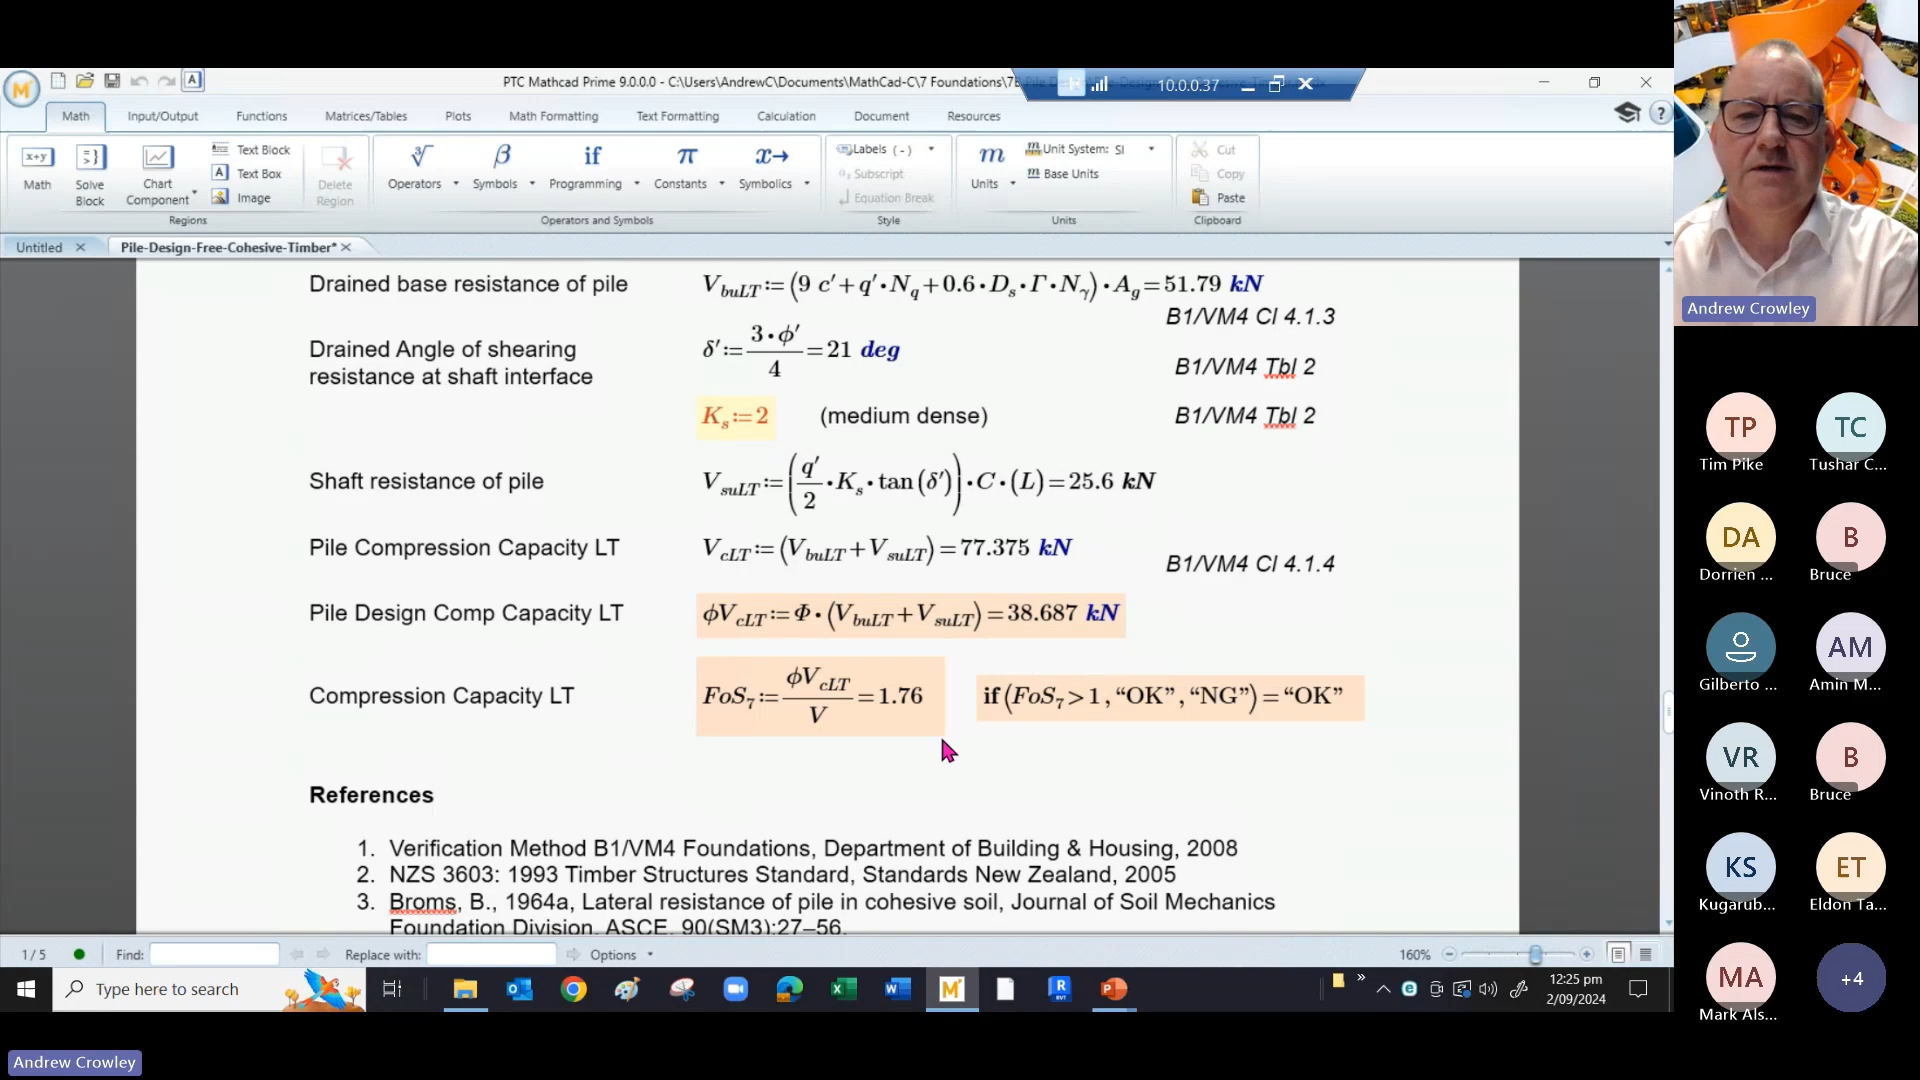 PTC Mathcad Prime 9.0.0.0 - C:\Users\AndrewC\Documents\MathCad-C\7 Foundations\7
10.0.0.37
Math Input/Output Functions Matrices/Tables Plots Math Formatting Text Formatting Calculation Document Resources
Math
Solve Block
Chart Component
Text Block
Text Box
Image
Delete Region
Regions
Operators
Symbols
if
Programming
π
Constants
Symbolics
Operators and Symbols
Labels ( - )
Subscript
Equation Break
Style
Units
Unit System: SI
Base Units
Units
Cut
Copy
Paste
Clipboard
Untitled
Pile-Design-Free-Cohesive-Timber*
Drained base resistance of pile V_buLT := (9 c′ + q′ · N_q + 0.6 · D_s · Γ · N_γ) · A_g = 51.79 kN
B1/VM4 Cl 4.1.3
Drained Angle of shearing resistance at shaft interface δ′ := 3 · ϕ′ / 4 = 21 deg
B1/VM4 Tbl 2
K_s := 2 (medium dense) B1/VM4 Tbl 2
Shaft resistance of pile V_suLT := (q′ / 2 · K_s · tan(δ′)) · C · (L) = 25.6 kN
Pile Compression Capacity LT V_cLT := (V_buLT + V_suLT) = 77.375 kN
B1/VM4 Cl 4.1.4
Pile Design Comp Capacity LT ϕV_cLT := Φ · (V_buLT + V_suLT) = 38.687 kN
Compression Capacity LT FoS_7 := ϕV_cLT / V = 1.76 if (FoS_7 > 1, “OK”, “NG”) = “OK”
References
1. Verification Method B1/VM4 Foundations, Department of Building & Housing, 2008
2. NZS 3603: 1993 Timber Structures Standard, Standards New Zealand, 2005
3. Broms, B., 1964a, Lateral resistance of pile in cohesive soil, Journal of Soil Mechanics
Foundation Division, ASCE, 90(SM3):27–56.
1 / 5 Find: Replace with: Options 160%
Type here to search
12:25 pm
2/09/2024
Andrew Crowley
Andrew Crowley
TP
Tim Pike
TC
Tushar C...
DA
Dorrien ...
B
Bruce
Gilberto ...
AM
Amin M...
VR
Vinoth R...
B
Bruce
KS
Kugarub...
ET
Eldon Ta...
MA
Mark Als...
+4